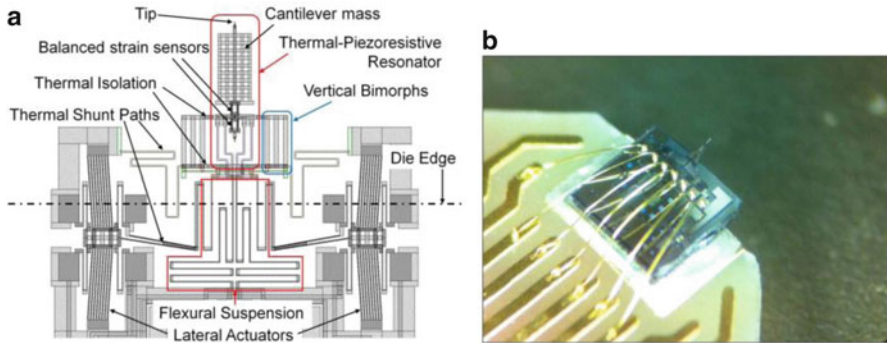 a
Tip
Cantilever mass
Balanced strain sensors
Thermal-Piezoresistive
Resonator
Thermal Isolation
Vertical Bimorphs
Thermal Shunt Paths
Die Edge
Flexural Suspension
Lateral Actuators
b